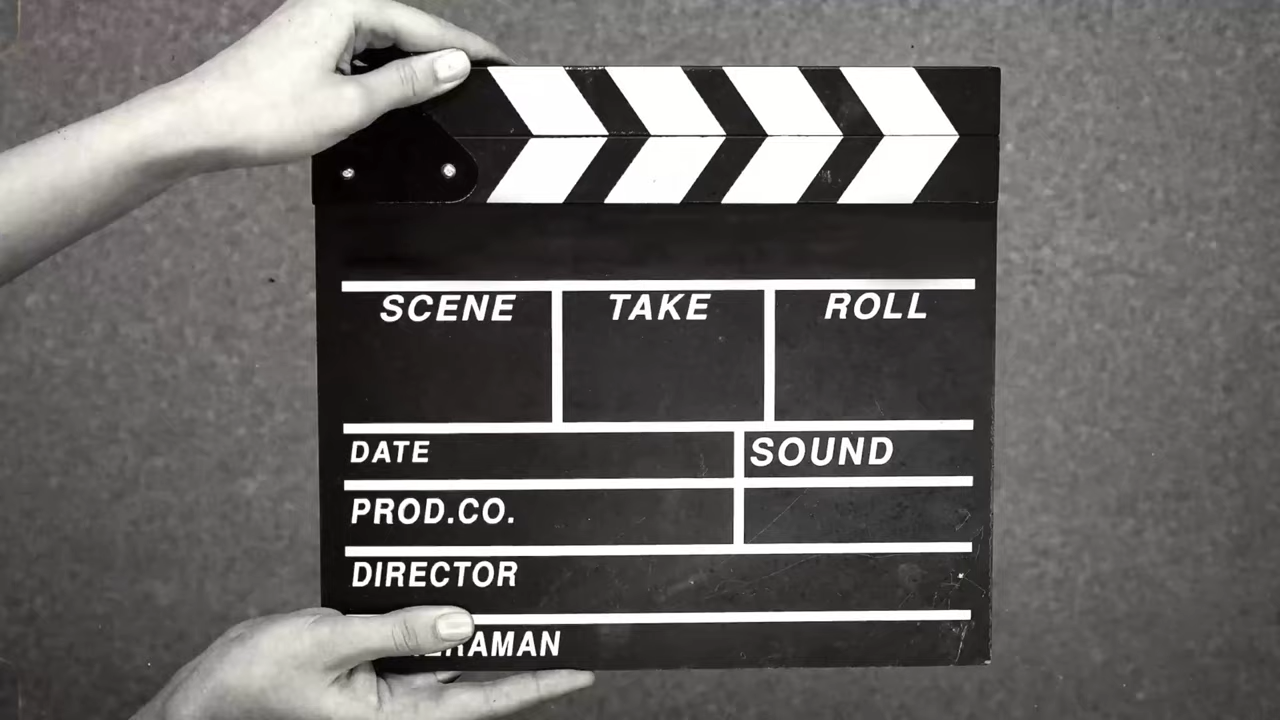 SCENE TAKE ROLL
DATE SOUND
PROD.CO.
DIRECTOR